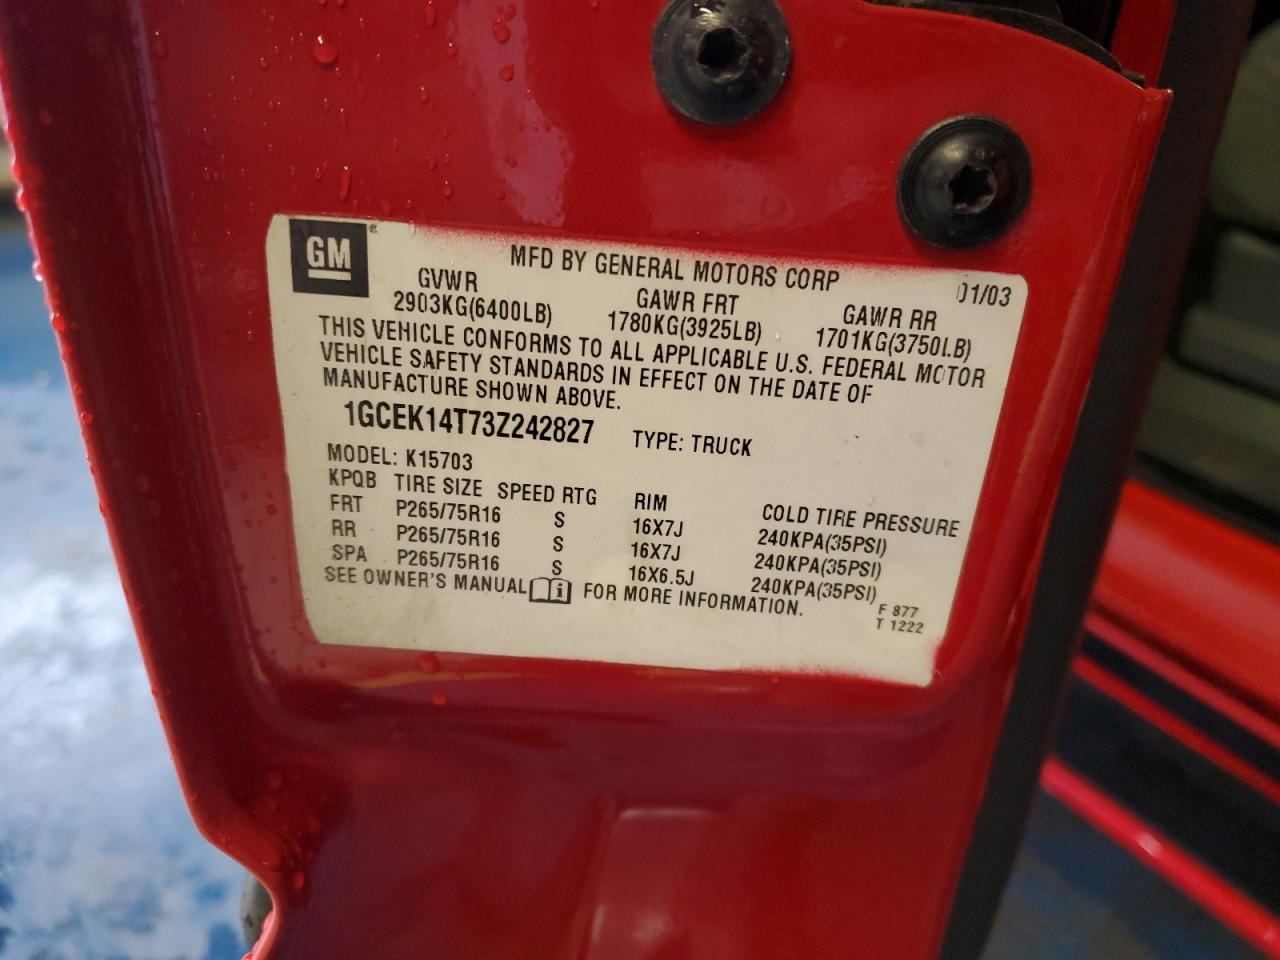 GM
MFD BY GENERAL MOTORS CORP 01/03
GVWR GAWR FRT GAWR RR
2903KG(6400LB) 1780KG(3925LB) 1701KG(3750LB)
THIS VEHICLE CONFORMS TO ALL APPLICABLE U.S. FEDERAL MOTOR
VEHICLE SAFETY STANDARDS IN EFFECT ON THE DATE OF
MANUFACTURE SHOWN ABOVE.
1GCEK14T73Z242827 TYPE: TRUCK
MODEL: K15703
KPQB TIRE SIZE SPEED RTG RIM COLD TIRE PRESSURE
FRT P265/75R16 S 16X7J 240KPA(35PSI)
RR P265/75R16 S 16X7J 240KPA(35PSI)
SPA P265/75R16 S 16X6.5J 240KPA(35PSI)
SEE OWNER'S MANUAL i FOR MORE INFORMATION.
F 877
T 1222